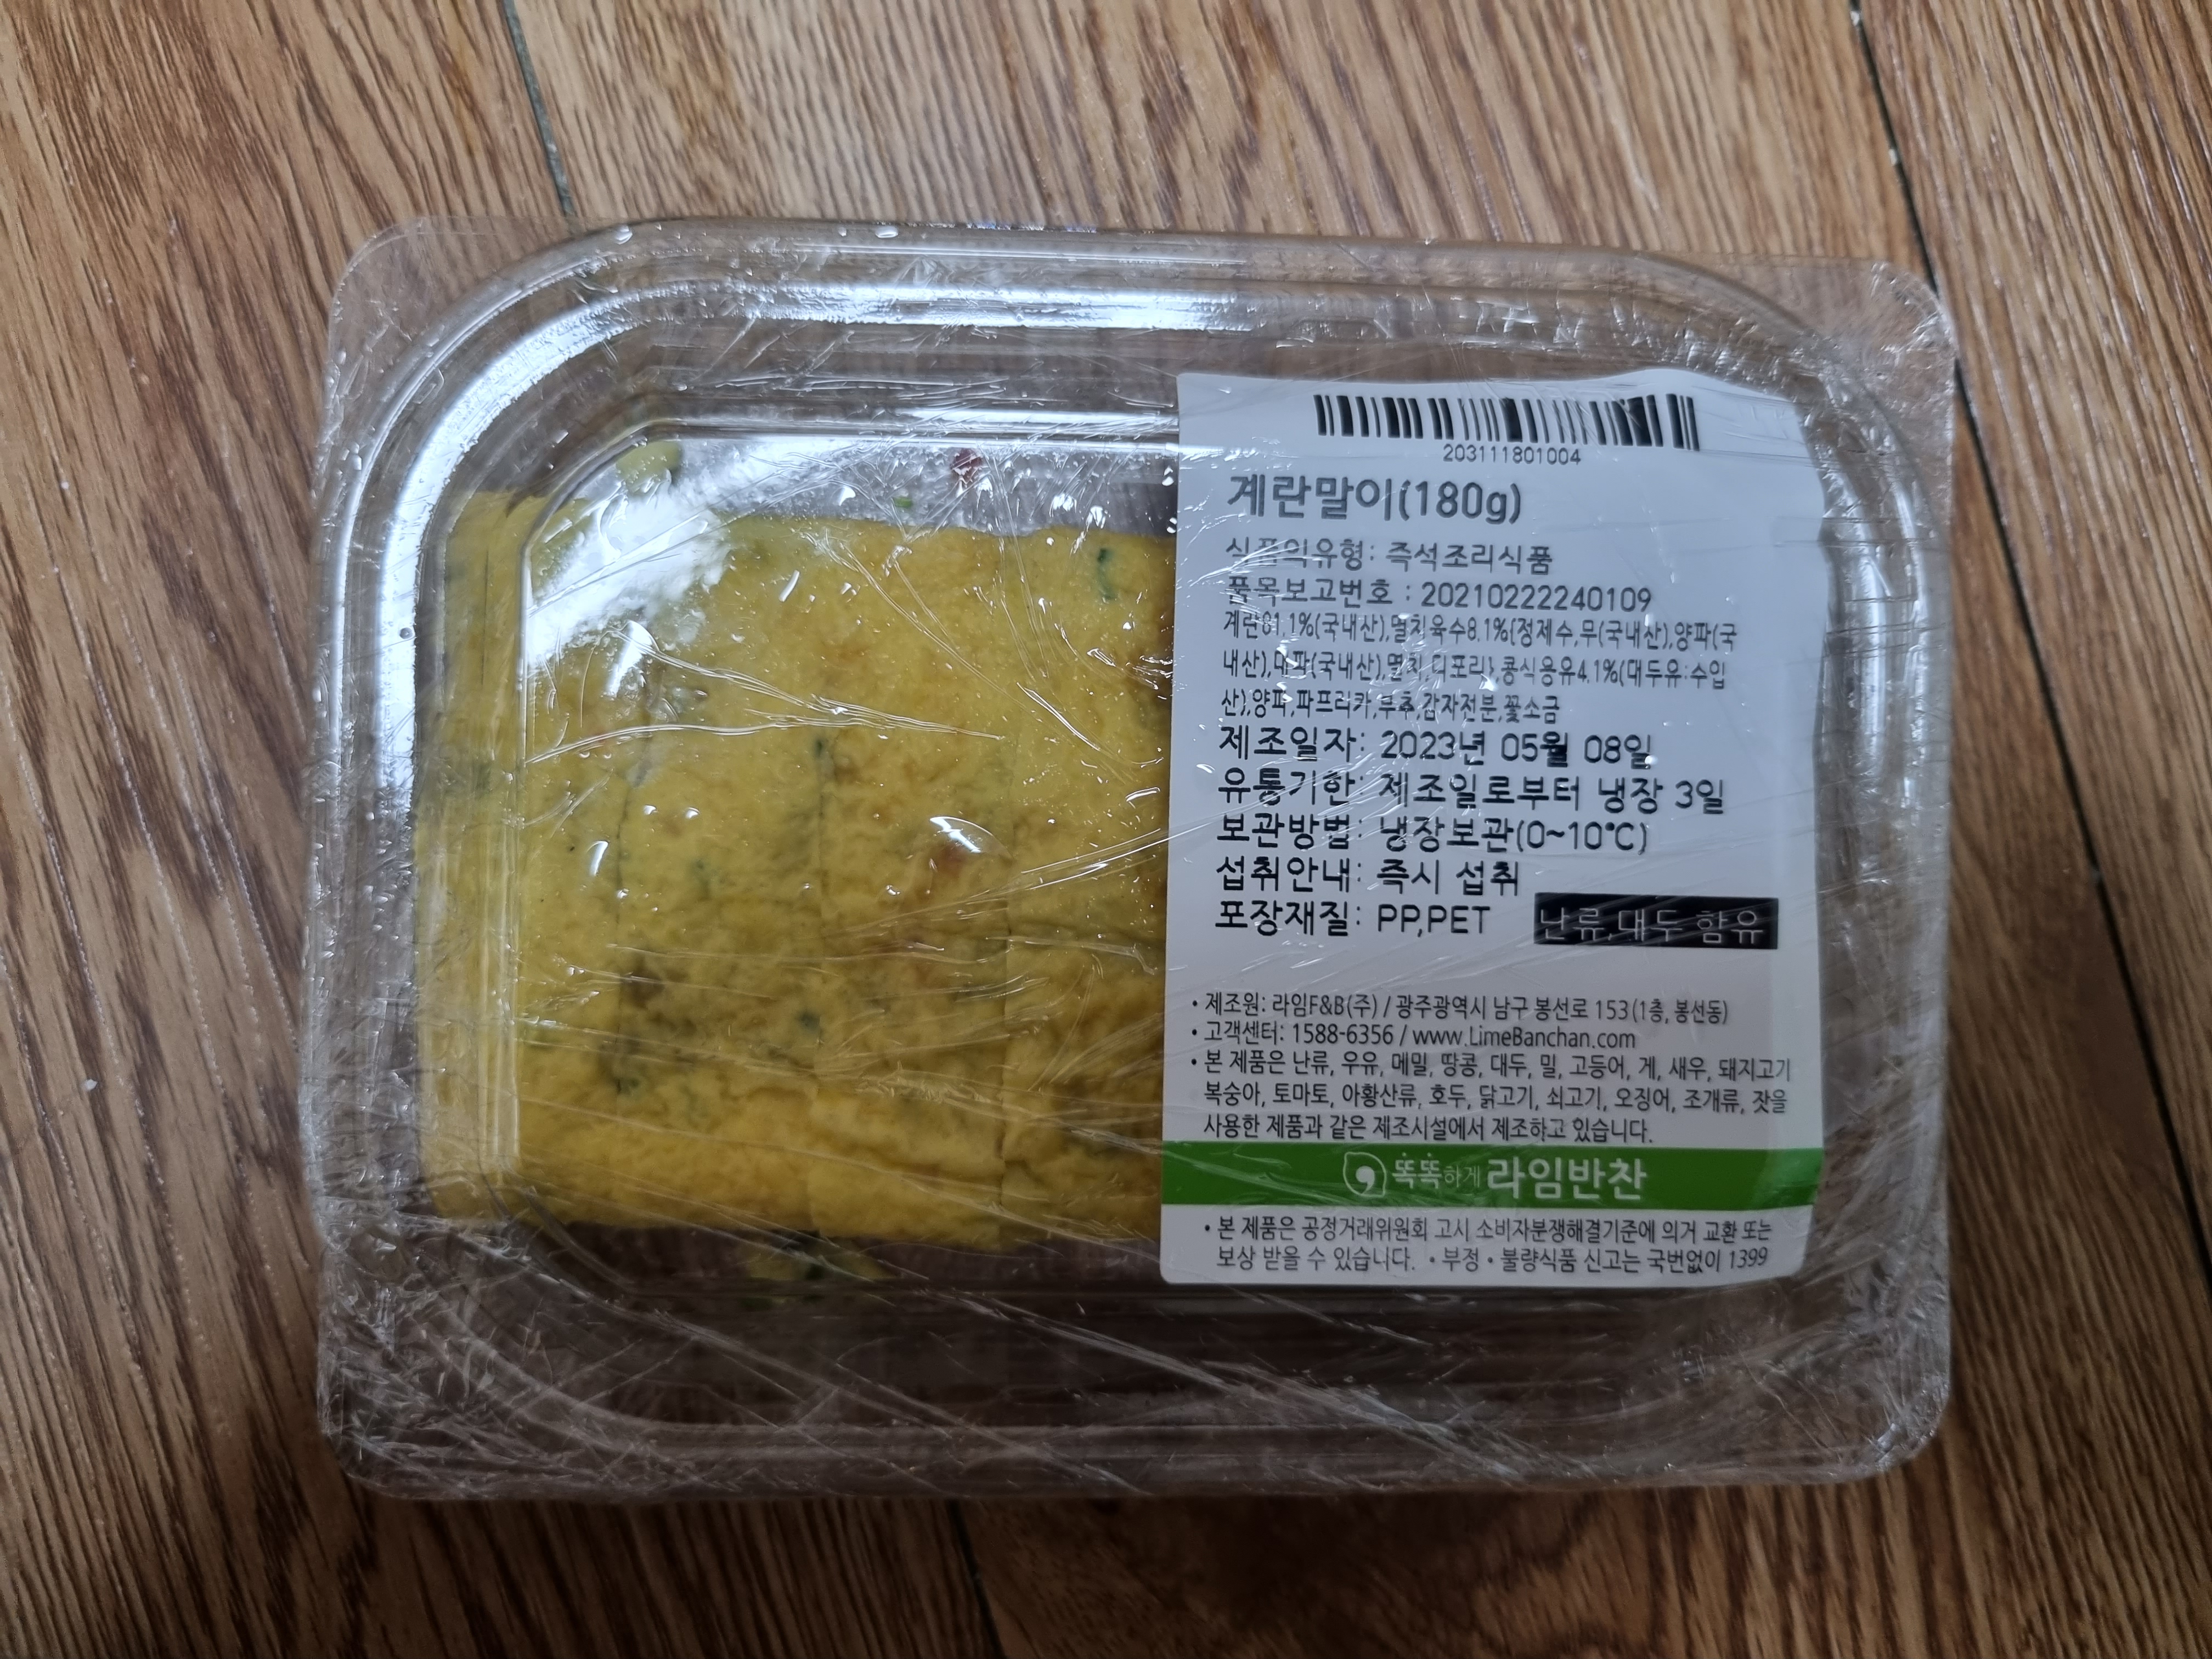 203111801004
계란말이(180g)
식품의유형: 즉석조리식품
품목보고번호 : 20210222240109
계란81.1%(국내산),멸치육수8.1%{정제수,무(국내산),양파(국
내산),대파(국내산),멸치,디포리},콩식용유4.1%(대두유:수입
산),양파,파프리카,부추,감자전분,꽃소금
제조일자: 2023년 05월 08일
유통기한: 제조일로부터 냉장 3일
보관방법: 냉장보관(0~10℃)
섭취안내: 즉시 섭취
포장재질: PP,PET 난류,대두 함유
• 제조원: 라임F&B(주) / 광주광역시 남구 봉선로 153(1층, 봉선동)
• 고객센터: 1588-6356 / www.LimeBanchan.com
• 본 제품은 난류, 우유, 메밀, 땅콩, 대두, 밀, 고등어, 게, 새우, 돼지고기
복숭아, 토마토, 아황산류, 호두, 닭고기, 쇠고기, 오징어, 조개류, 잣을
사용한 제품과 같은 제조시설에서 제조하고 있습니다.
똑똑하게 라임반찬
• 본 제품은 공정거래위원회 고시 소비자분쟁해결기준에 의거 교환 또는
보상 받을 수 있습니다. • 부정 • 불량식품 신고는 국번없이 1399